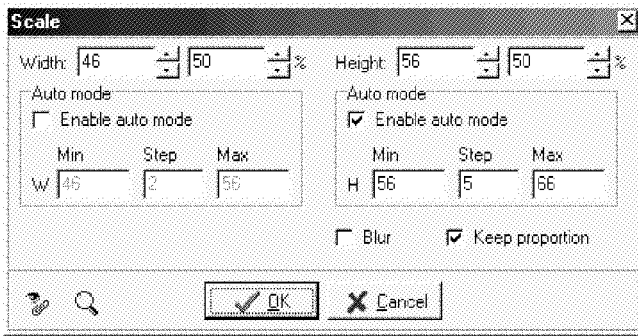 Scale
Width: 46 50 % Height: 56 50 %
Auto mode Auto mode
Enable auto mode Enable auto mode
Min Step Max Min Step Max
W 46 2 56 H 56 5 66
Blur Keep proportion
OK Cancel